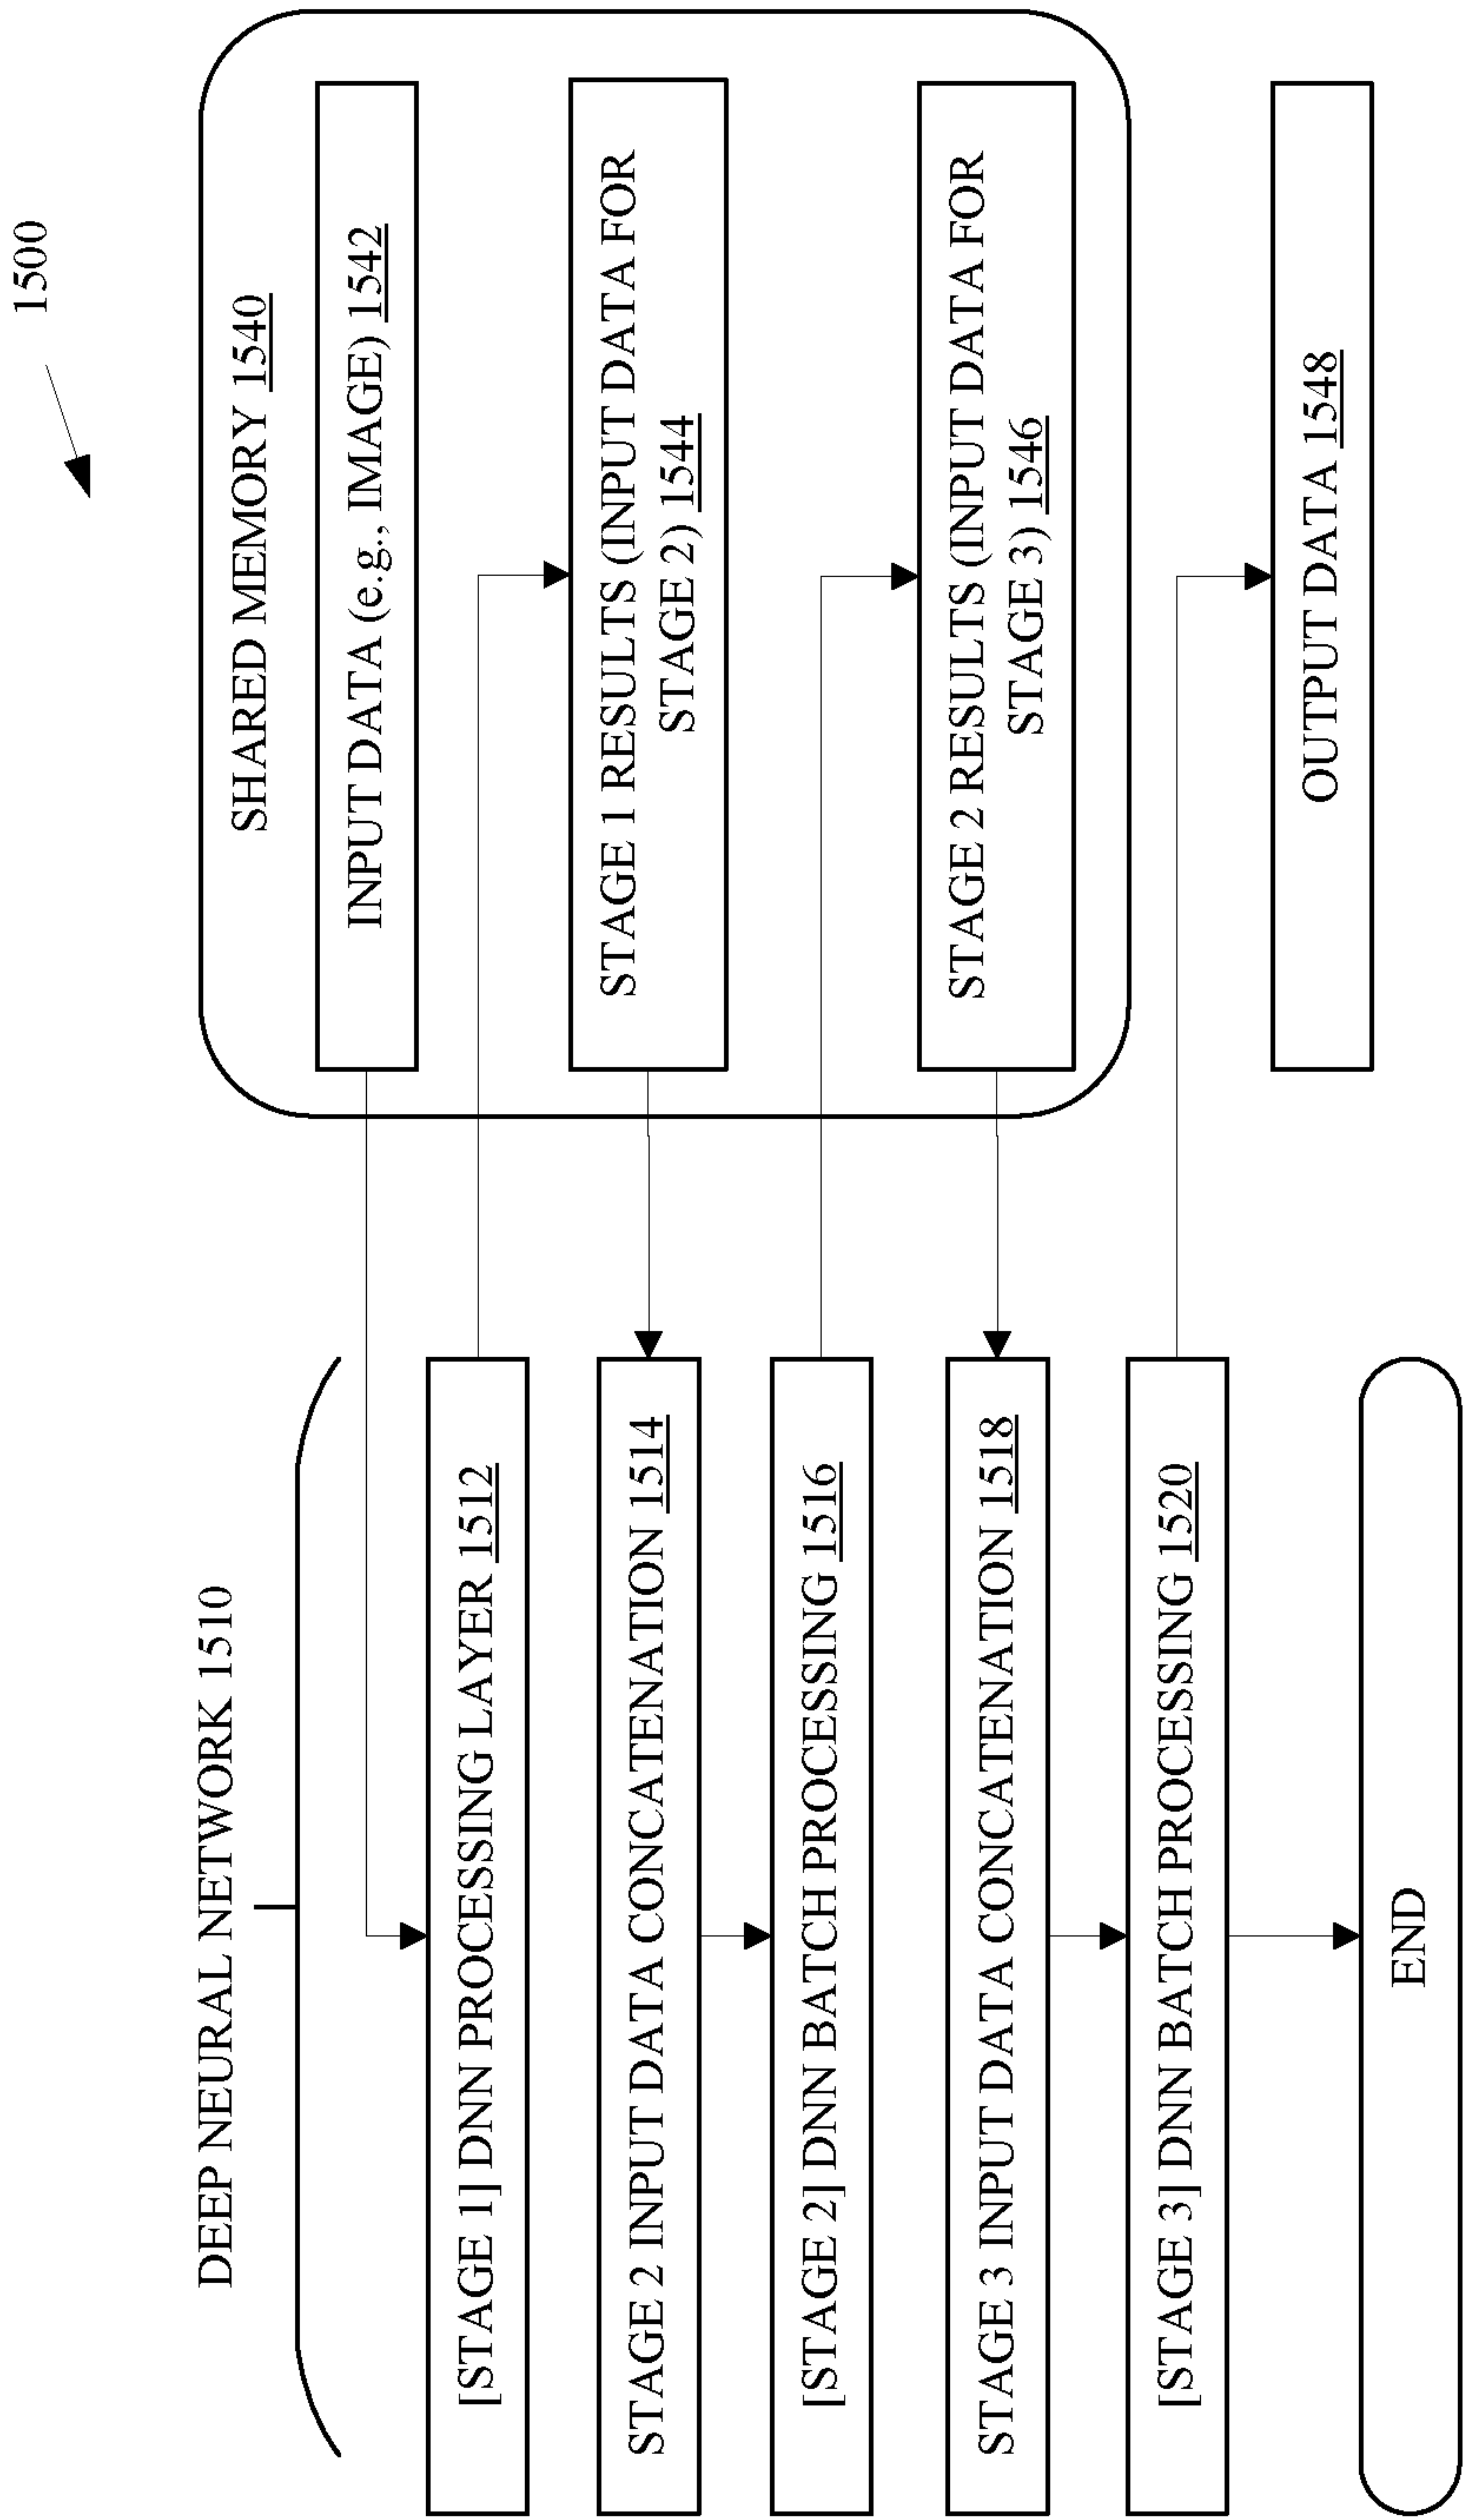 1500
DEEP NEURAL NETWORK 1510
[STAGE 1] DNN PROCESSING LAYER 1512
STAGE 2 INPUT DATA CONCATENATION 1514
[STAGE 2] DNN BATCH PROCESSING 1516
STAGE 3 INPUT DATA CONCATENATION 1518
[STAGE 3] DNN BATCH PROCESSING 1520
END
SHARED MEMORY 1540
INPUT DATA (e.g., IMAGE) 1542
STAGE 1 RESULTS (INPUT DATA FOR
STAGE 2) 1544
STAGE 2 RESULTS (INPUT DATA FOR
STAGE 3) 1546
OUTPUT DATA 1548